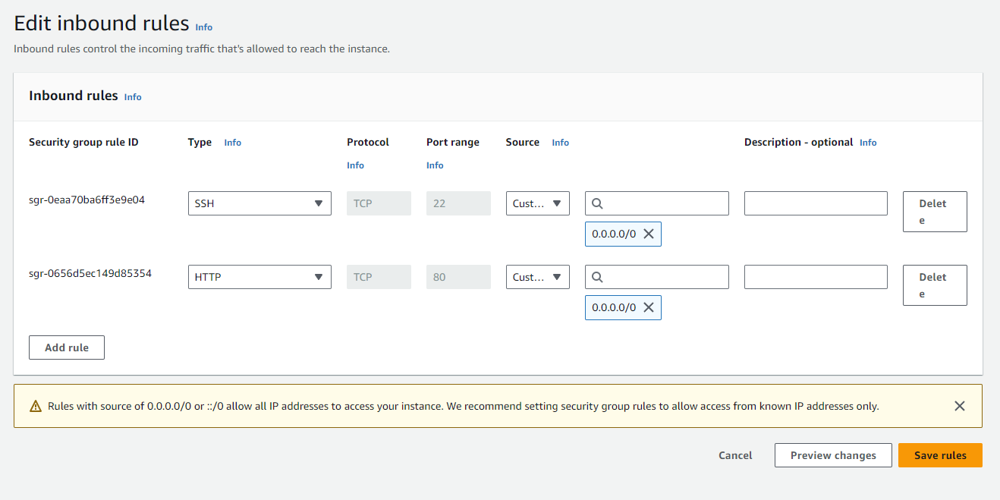 Edit inbound rules Info
Inbound rules control the incoming traffic that's allowed to reach the instance.
Inbound rules Info
Security group rule ID Type Info Protocol Port range Source Info Description - optional Info
Info Info
sgr-0eaa70ba6ff3e9e04 SSH TCP 22 Cust... Delet
e
0.0.0.0/0
sgr-0656d5ec149d85354 HTTP TCP 80 Cust... Delet
e
0.0.0.0/0
Add rule
Rules with source of 0.0.0.0/0 or ::/0 allow all IP addresses to access your instance. We recommend setting security group rules to allow access from known IP addresses only.
Cancel Preview changes Save rules